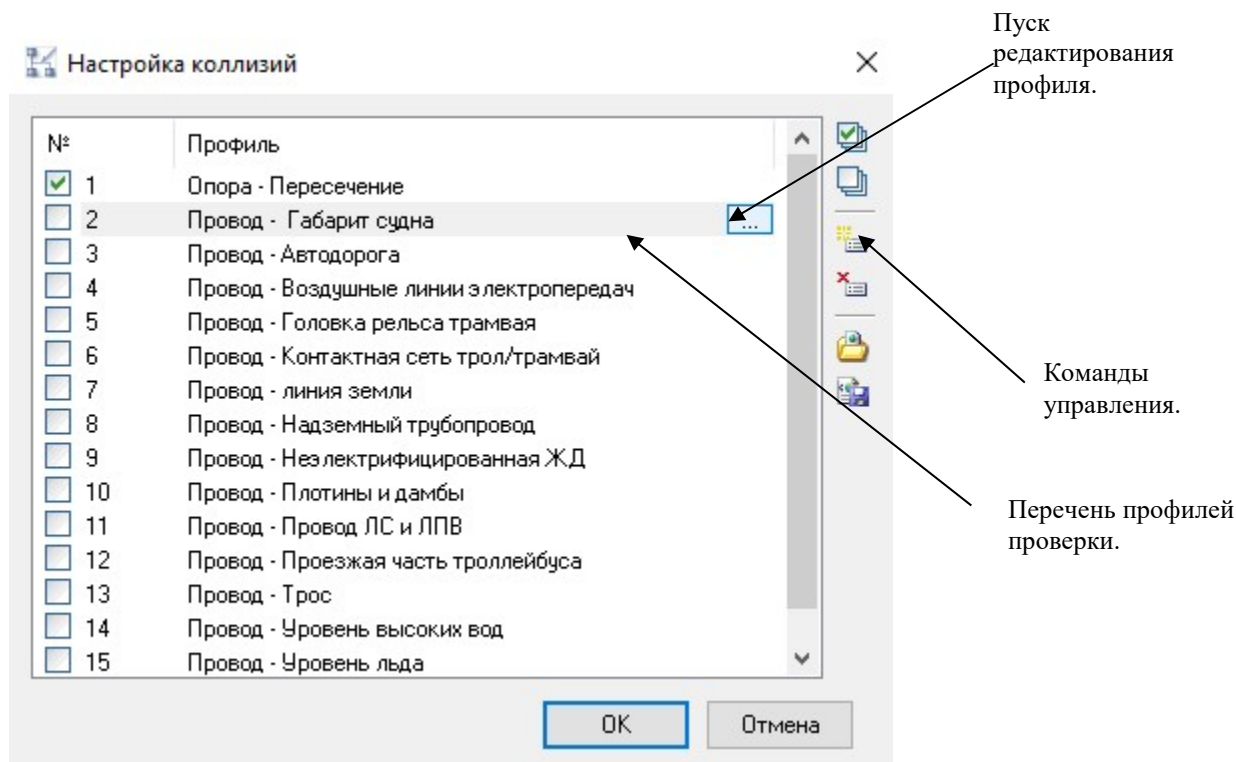 Пуск
редактирования
профиля.
Настройка коллизий
№ Профиль
1 Опора - Пересечение
2 Провод - Габарит судна ...
3 Провод - Автодорога
4 Провод - Воздушные линии электропередач
5 Провод - Головка рельса трамвая
6 Провод - Контактная сеть трол/трамвай
7 Провод - линия земли
8 Провод - Надземный трубопровод
9 Провод - Неэлектрифицированная ЖД
10 Провод - Плотины и дамбы
11 Провод - Провод ЛС и ЛПВ
12 Провод - Проезжая часть троллейбуса
13 Провод - Трос
14 Провод - Уровень высоких вод
15 Провод - Уровень льда
Команды
управления.
Перечень профилей
проверки.
OK Отмена